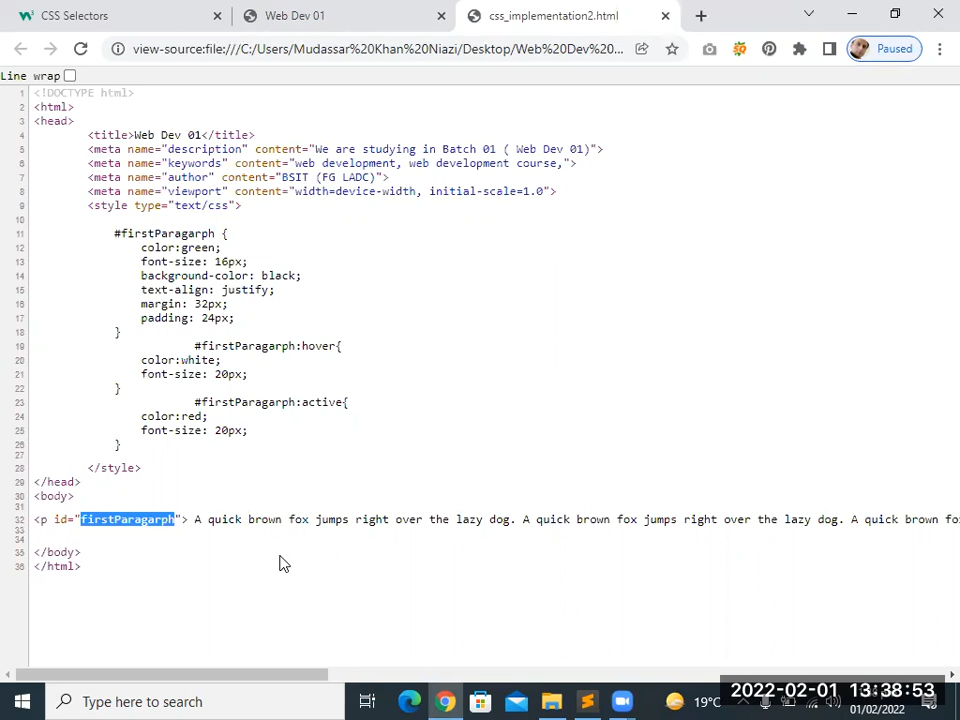 CSS Selectors
Web Dev 01
css_implementation2.html
view-source:file:///C:/Users/Mudassar%20Khan%20Niazi/Desktop/Web%20Dev%20...
Paused
Line wrap
1 <!DOCTYPE html>
2 <html>
3 <head>
4 <title>Web Dev 01</title>
5 <meta name="description" content="We are studying in Batch 01 ( Web Dev 01)">
6 <meta name="keywords" content="web development, web development course,">
7 <meta name="author" content="BSIT (FG LADC)">
8 <meta name="viewport" content="width=device-width, initial-scale=1.0">
9 <style type="text/css">
10
11 #firstParagarph {
12 color:green;
13 font-size: 16px;
14 background-color: black;
15 text-align: justify;
16 margin: 32px;
17 padding: 24px;
18 }
19 #firstParagarph:hover{
20 color:white;
21 font-size: 20px;
22 }
23 #firstParagarph:active{
24 color:red;
25 font-size: 20px;
26 }
27
28 </style>
29 </head>
30 <body>
31
32 <p id="firstParagarph"> A quick brown fox jumps right over the lazy dog. A quick brown fox jumps right over the lazy dog. A quick brown fo
33
34
35 </body>
36 </html>
Type here to search
19°C
2022-02-01 13:38:53
01/02/2022